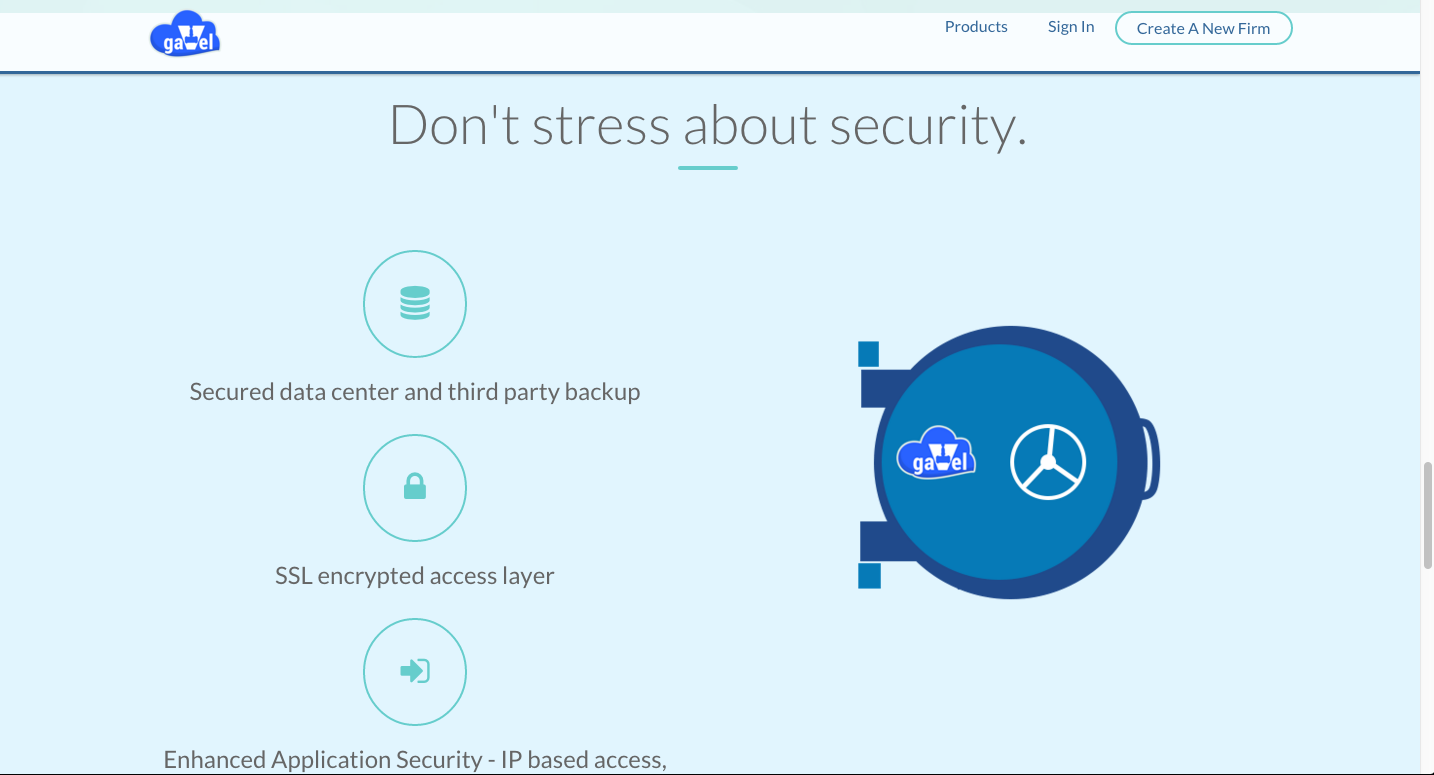 gavel
Products
Sign In
Create A New Firm
Don't stress about security.
Secured data center and third party backup
gavel
SSL encrypted access layer
Enhanced Application Security - IP based access,